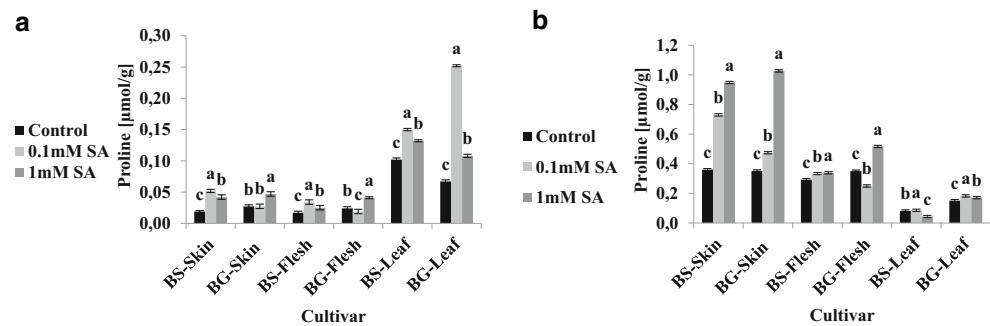 a
0,30
0,25
0,20
0,15
0,10
0,05
0,00
Proline [µmol/g]
Control
0.1mM SA
1mM SA
c a b
b b a
c a b
b c a
c a b
c a b
BS-Skin
BG-Skin
BS-Flesh
BG-Flesh
BS-Leaf
BG-Leaf
Cultivar
b
1,2
1,0
0,8
0,6
0,4
0,2
0,0
Proline [µmol/g]
Control
0.1mM SA
1mM SA
c b a
c b a
c b a
c b a
b a c
c a b
BS-Skin
BG-Skin
BS-Flesh
BG-Flesh
BS-Leaf
BG-Leaf
Cultivar